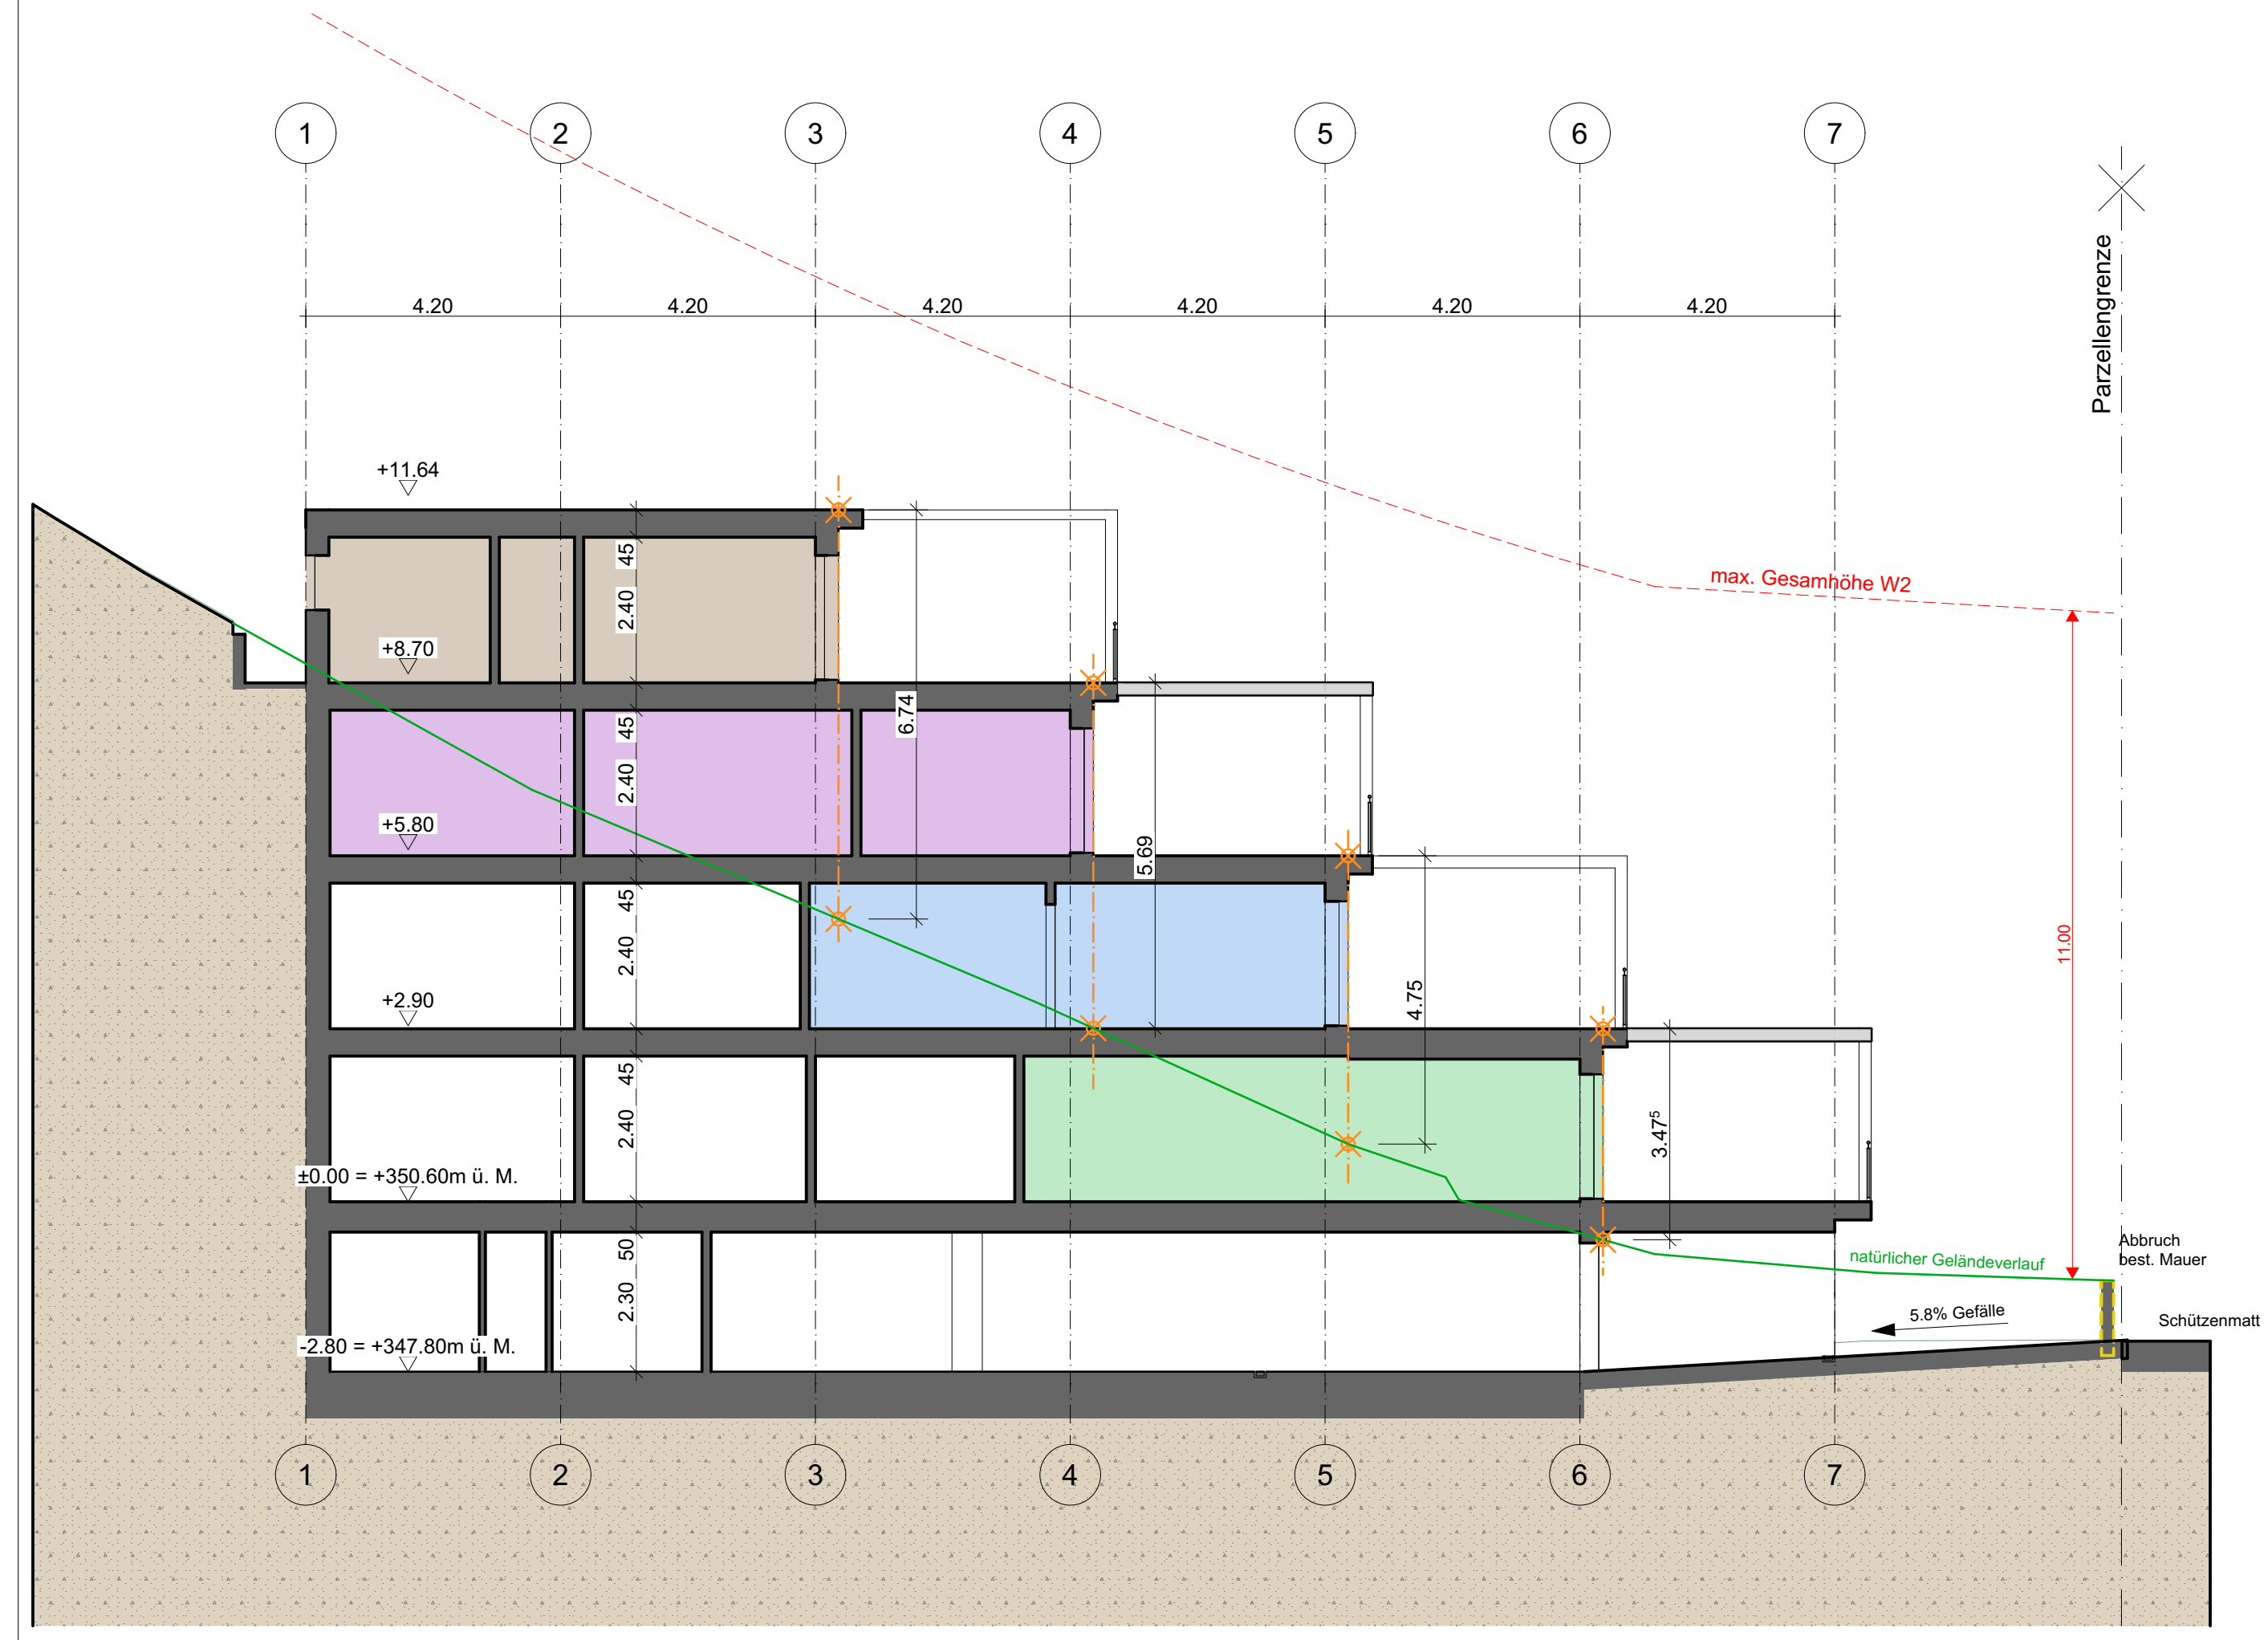 1 2 3 4 5 6 7
Parzellengrenze
4.20 4.20 4.20 4.20 4.20 4.20
+11.64
max. Gesamhöhe W2
45
2.40
+8.70
6.74
45
2.40
+5.80
5.69
45
2.40
+2.90
4.75
11.00
45
2.40
3.47⁵
±0.00 = +350.60m ü. M.
Abbruch
best. Mauer
natürlicher Geländeverlauf
50
2.30
5.8% Gefälle
Schützenmatt
-2.80 = +347.80m ü. M.
1 2 3 4 5 6 7